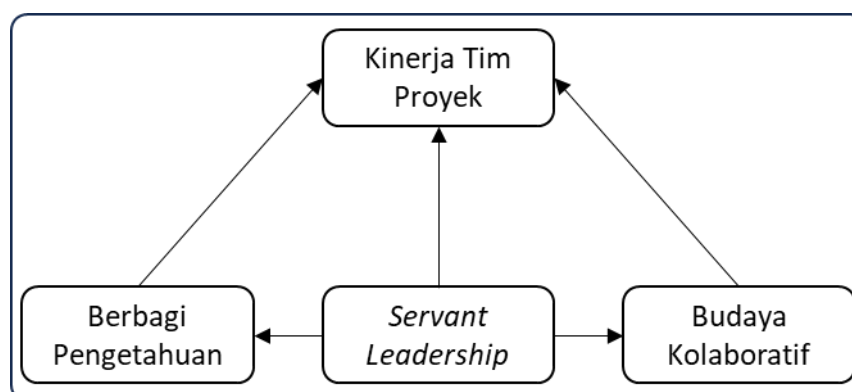 Kinerja Tim
Proyek
Berbagi
Pengetahuan
Servant
Leadership
Budaya
Kolaboratif